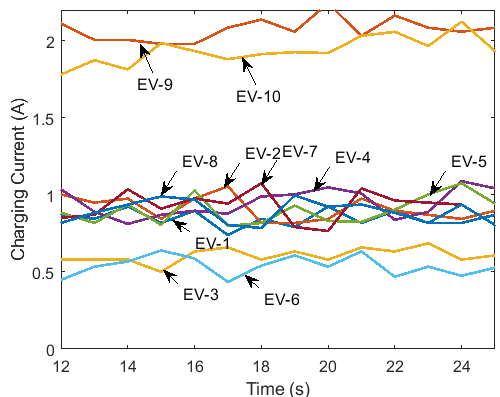 2
EV-9
EV-10
1.5
EV-8
EV-2
EV-7
EV-4
EV-5
1
EV-1
0.5
EV-3
EV-6
0
12 14 16 18 20 22 24
Time (s)
Charging Current (A)